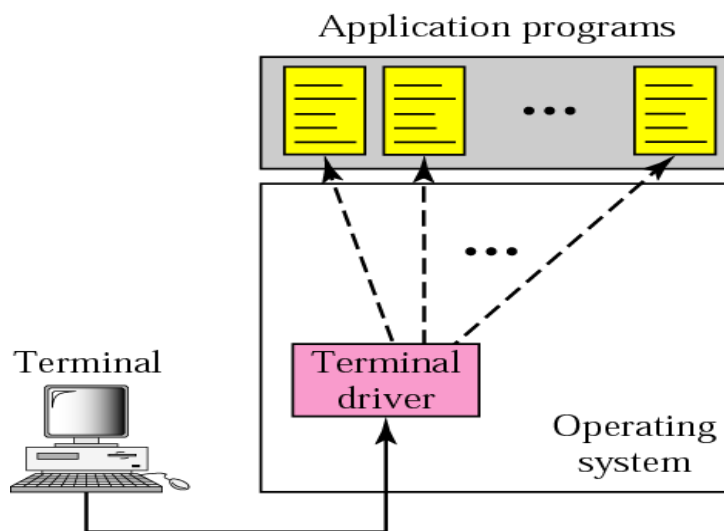 Application programs
Terminal
Terminal
driver
Operating
system